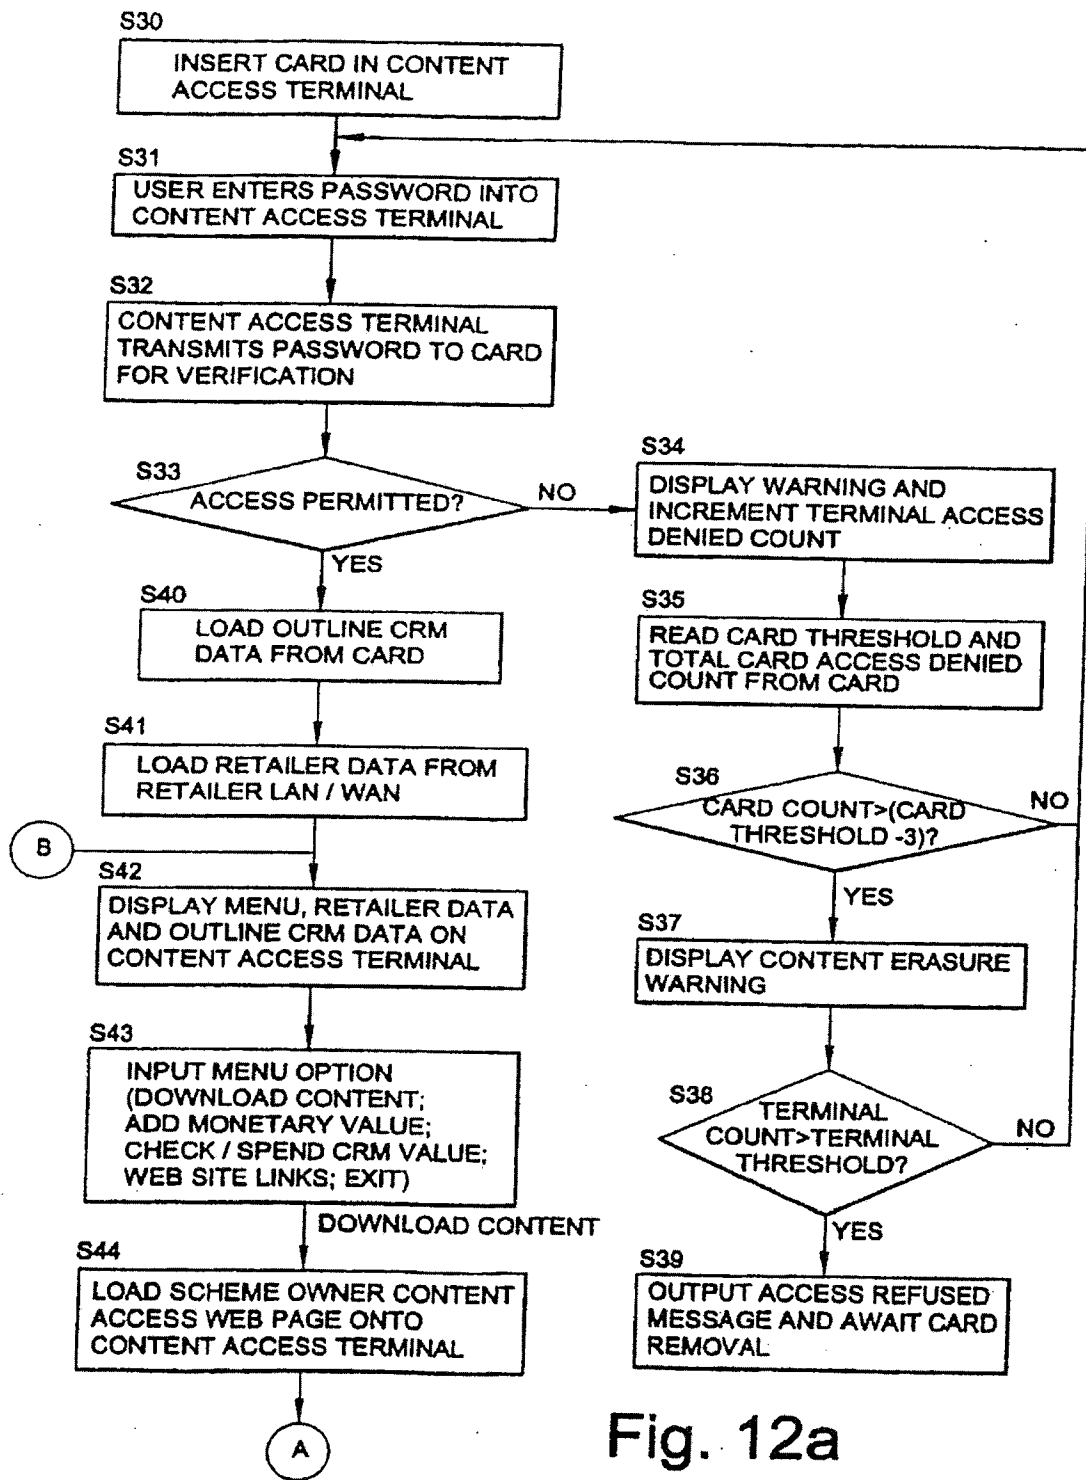 S30
INSERT CARD IN CONTENT
ACCESS TERMINAL
S31
USER ENTERS PASSWORD INTO
CONTENT ACCESS TERMINAL
S32
CONTENT ACCESS TERMINAL
TRANSMITS PASSWORD TO CARD
FOR VERIFICATION
S33
ACCESS PERMITTED?
NO
YES
S34
DISPLAY WARNING AND
INCREMENT TERMINAL ACCESS
DENIED COUNT
S35
READ CARD THRESHOLD AND
TOTAL CARD ACCESS DENIED
COUNT FROM CARD
S36
CARD COUNT>(CARD
THRESHOLD -3)?
NO
YES
S37
DISPLAY CONTENT ERASURE
WARNING
S38
TERMINAL
COUNT>TERMINAL
THRESHOLD?
NO
YES
S39
OUTPUT ACCESS REFUSED
MESSAGE AND AWAIT CARD
REMOVAL
S40
LOAD OUTLINE CRM
DATA FROM CARD
S41
LOAD RETAILER DATA FROM
RETAILER LAN / WAN
B
S42
DISPLAY MENU, RETAILER DATA
AND OUTLINE CRM DATA ON
CONTENT ACCESS TERMINAL
S43
INPUT MENU OPTION
(DOWNLOAD CONTENT;
ADD MONETARY VALUE;
CHECK / SPEND CRM VALUE;
WEB SITE LINKS; EXIT)
DOWNLOAD CONTENT
S44
LOAD SCHEME OWNER CONTENT
ACCESS WEB PAGE ONTO
CONTENT ACCESS TERMINAL
A
Fig. 12a